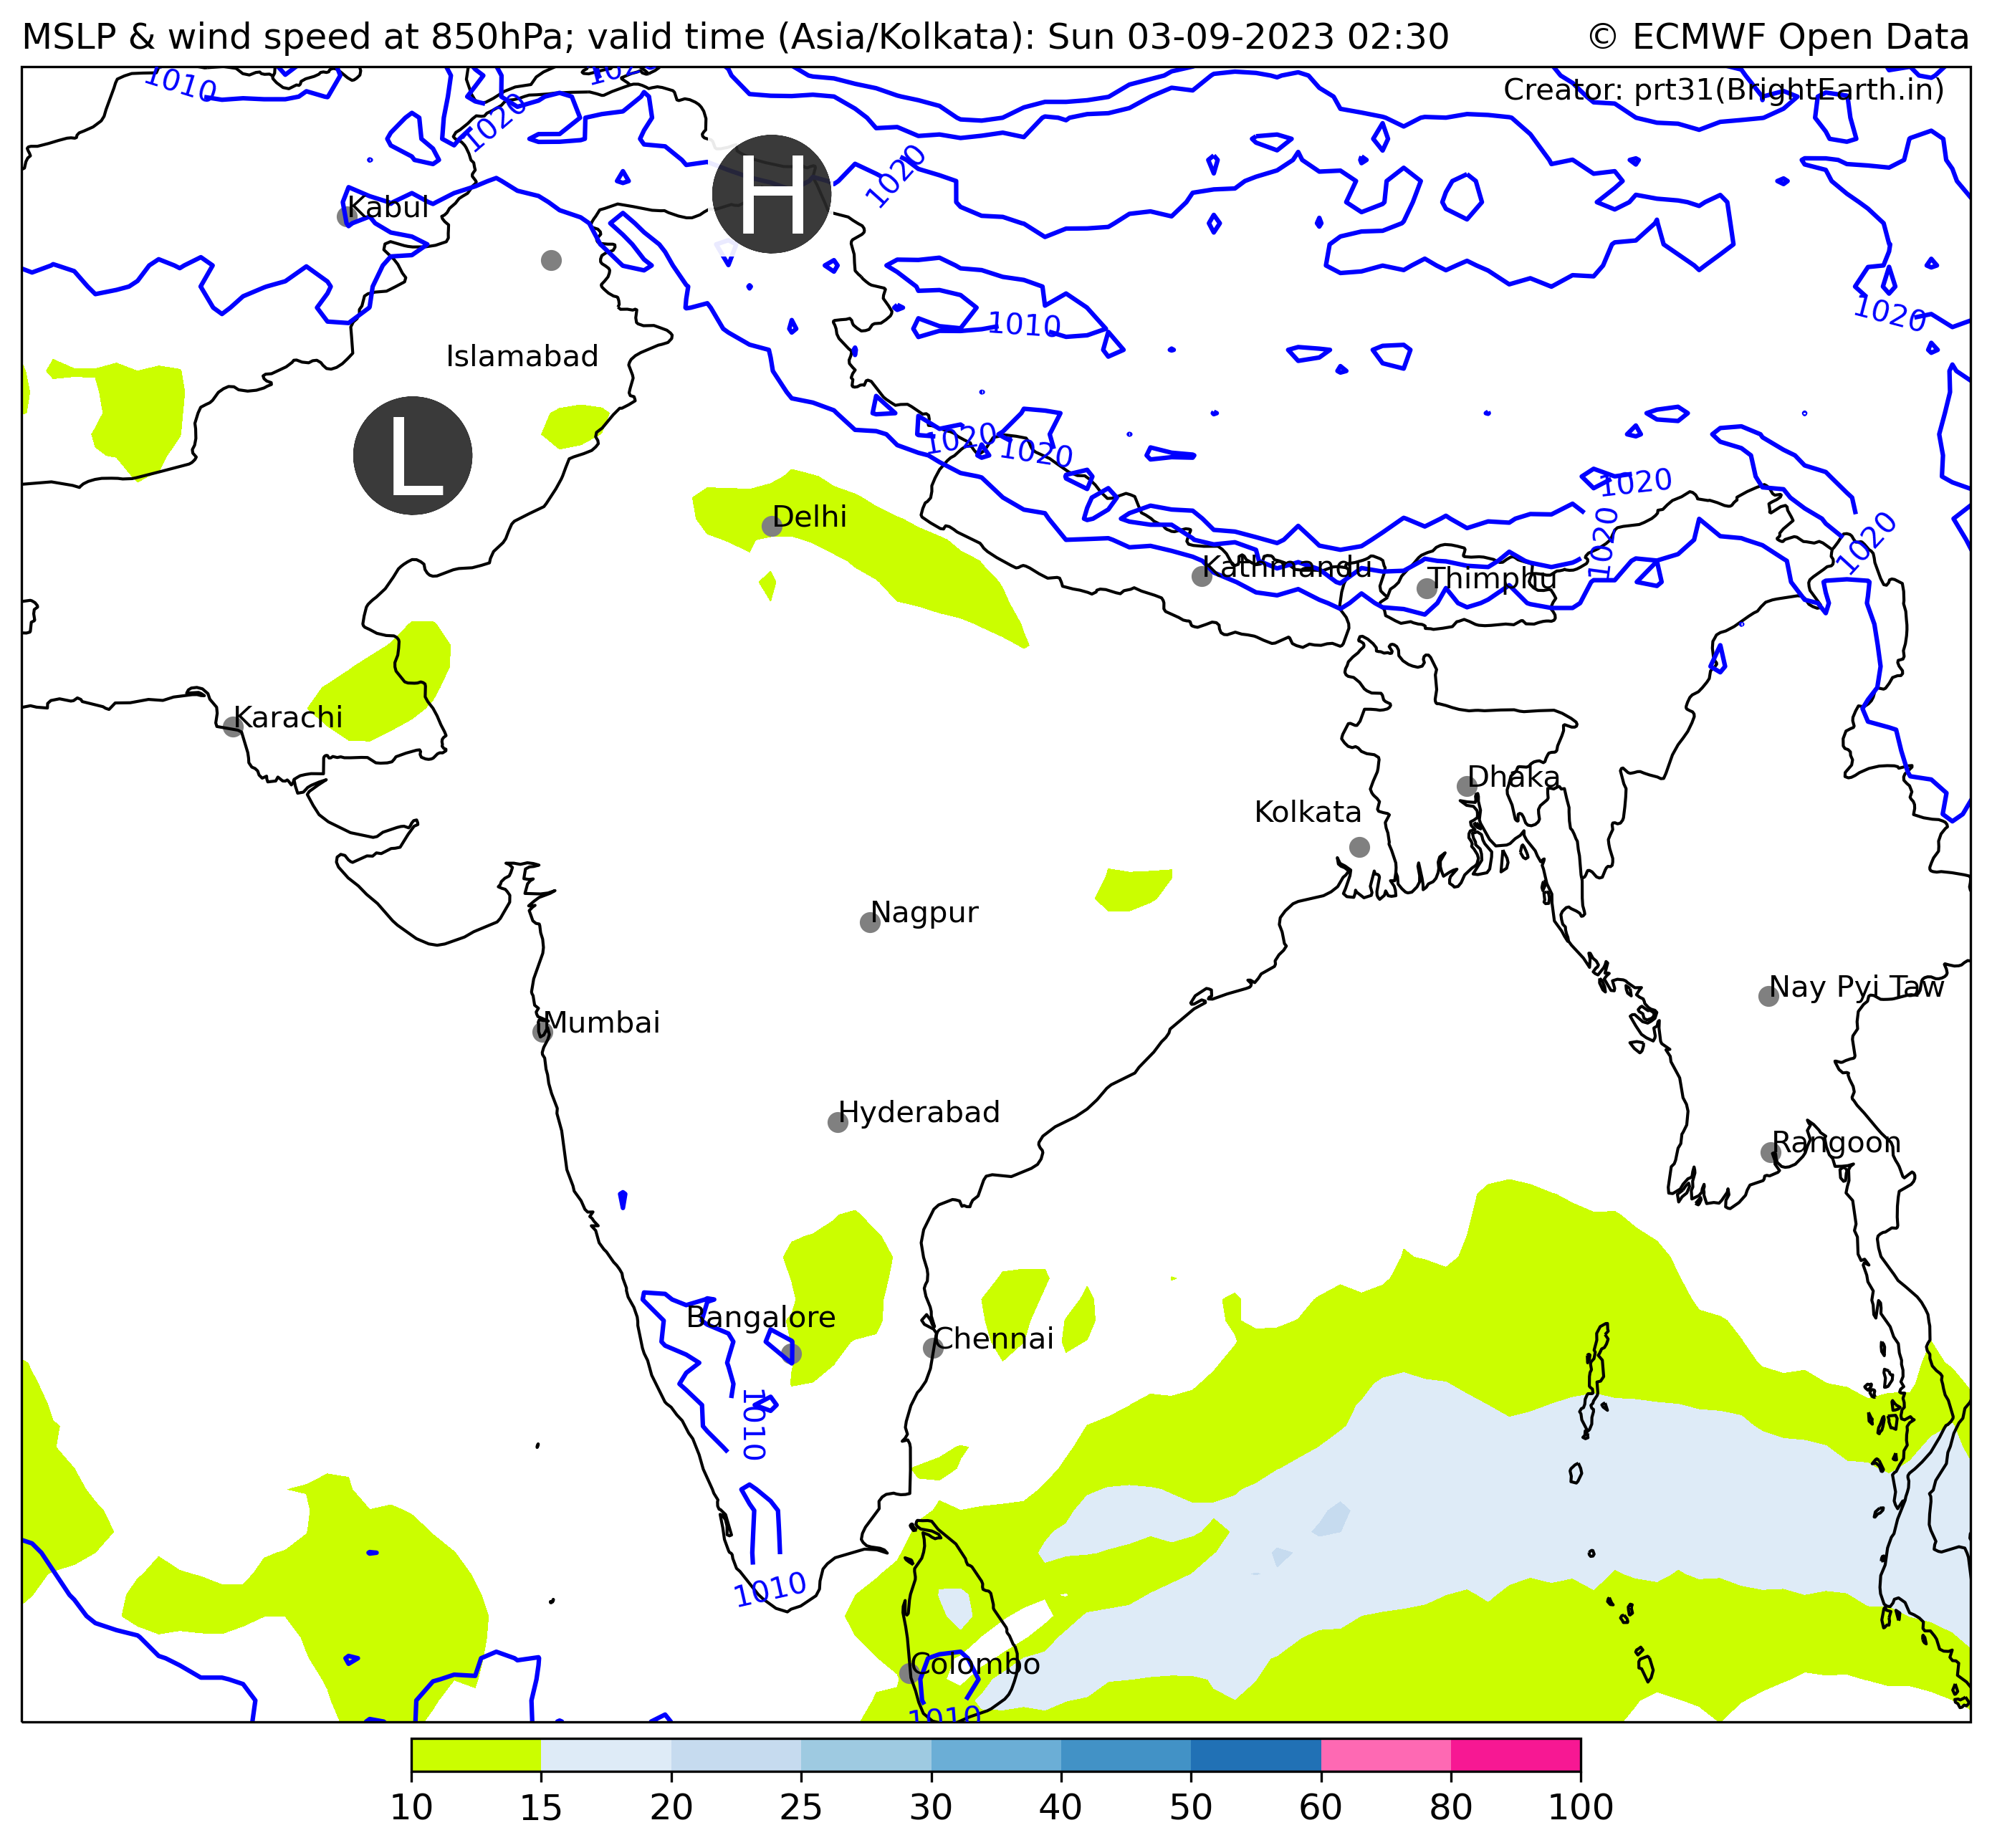 MSLP & wind speed at 850hPa; valid time (Asia/Kolkata): Sun 03-09-2023 02:30
© ECMWF Open Data
1010
1020
Creator: prt31(BrightEarth.in)
1020
H
1020
Kabul
1020
1010
Islamabad
L
1020
1020
1020
Delhi
1020
1020
Kathmandu
Thimphu
Karachi
Dhaka
Kolkata
Nagpur
Nay Pyi Taw
Mumbai
Hyderabad
Rangoon
Bangalore
Chennai
1010
1010
Colombo
1010
10 15 20 25 30 40 50 60 80 100